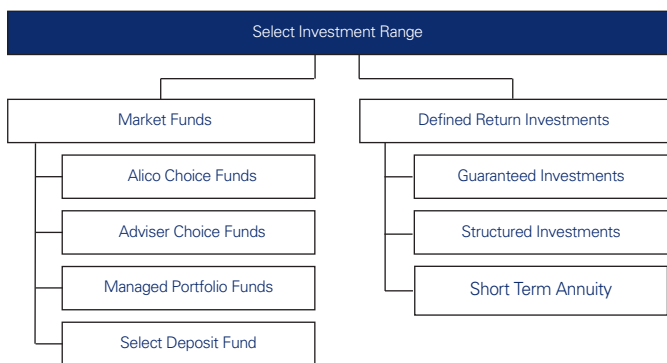 Select Investment Range
Market Funds
Alico Choice Funds
Adviser Choice Funds
Managed Portfolio Funds
Select Deposit Fund
Defined Return Investments
Guaranteed Investments
Structured Investments
Short Term Annuity